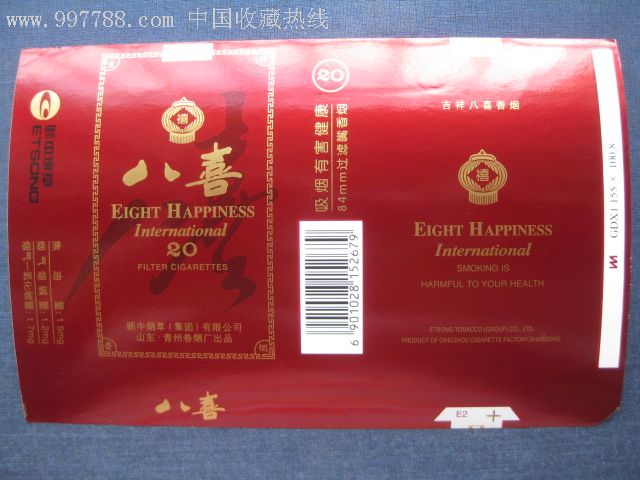 www.997788.com 中国收藏热线
ETSONG
颐中烟草
焦油量：15mg
烟气烟碱量：1.2mg
烟气一氧化碳量：17mg
禧
八喜
EIGHT HAPPINESS
International
20
FILTER CIGARETTES
颐中烟草（集团）有限公司
山东·青州卷烟厂出品
烟
八喜
20
吸烟有害健康
84mm过滤嘴香烟
6 901028 152679
吉祥八喜香烟
禧
EIGHT HAPPINESS
International
SMOKING IS
HARMFUL TO YOUR HEALTH
ETSONG TOBACCO (GROUP) CO., LTD.
PRODUCT OF QINGZHOU CIGARETTE FACTORY,SHANDONG
GDX1 155 × 100.8
E2